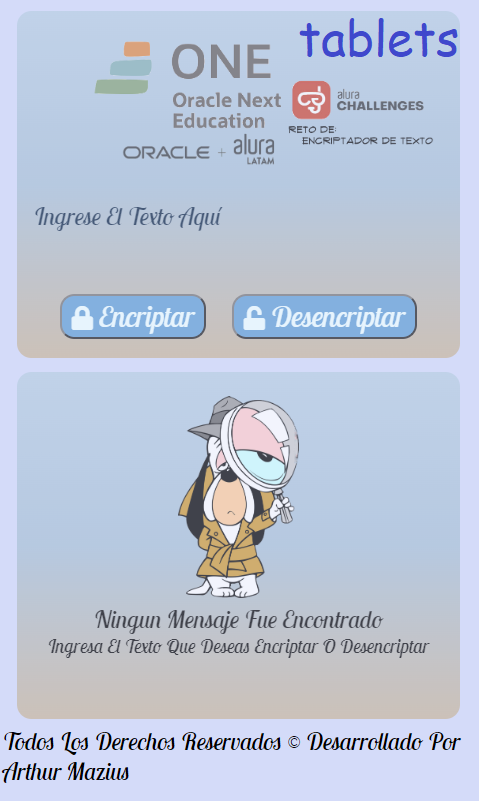 tablets
ONE
Oracle Next
Education
alura
CHALLENGES
RETO DE:
ENCRIPTADOR DE TEXTO
ORACLE + alura
LATAM
Ingrese El Texto Aquí
Encriptar
Desencriptar
Ningun Mensaje Fue Encontrado
Ingresa El Texto Que Deseas Encriptar O Desencriptar
Todos Los Derechos Reservados © Desarrollado Por
Arthur Mazius